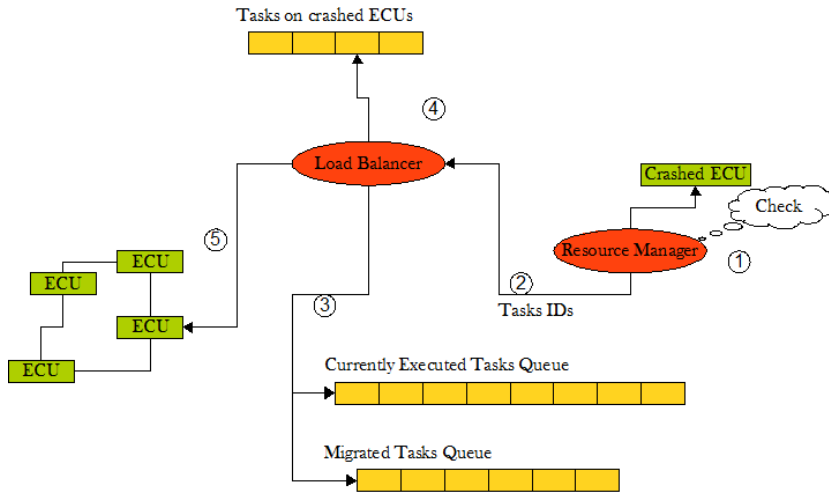 Tasks on crashed ECUs
④
Load Balancer
Crashed ECU
Check
Resource Manager
①
⑤
ECU
ECU
②
③
Tasks IDs
ECU
ECU
Currently Executed Tasks Queue
Migrated Tasks Queue